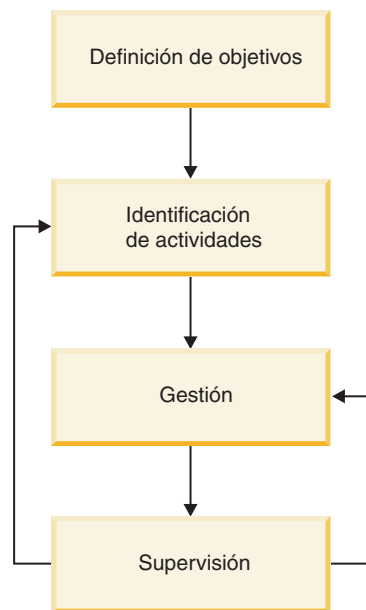 Definición de objetivos
Identificación
de actividades
Gestión
Supervisión